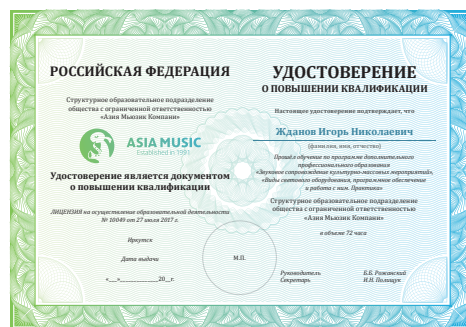 РОССИЙСКАЯ ФЕДЕРАЦИЯ
Структурное образовательное подразделение
общества с ограниченной ответственностью
«Азия Мьюзик Компани»
ASIA MUSIC
Established in 1991
Удостоверение является документом
о повышении квалификации
ЛИЦЕНЗИЯ на осуществление образовательной деятельности
№ 10049 от 27 июля 2017 г.
Иркутск
Дата выдачи
«___»______________20__г.
М.П.
УДОСТОВЕРЕНИЕ
О ПОВЫШЕНИИ КВАЛИФИКАЦИИ
Настоящее удостоверение подтверждает, что
Жданов Игорь Николаевич
(фамилия, имя, отчество)
Прошёл обучение по программе дополнительного
профессионального образования
«Звуковое сопровождение культурно-массовых мероприятий»,
«Виды светового оборудования, программное обеспечение
и работа с ним. Практика»
Структурное образовательное подразделение
общества с ограниченной ответственностью
«Азия Мьюзик Компани»
в объеме 72 часа
Руководитель Б.Б. Рожанский
Секретарь И.Н. Полищук